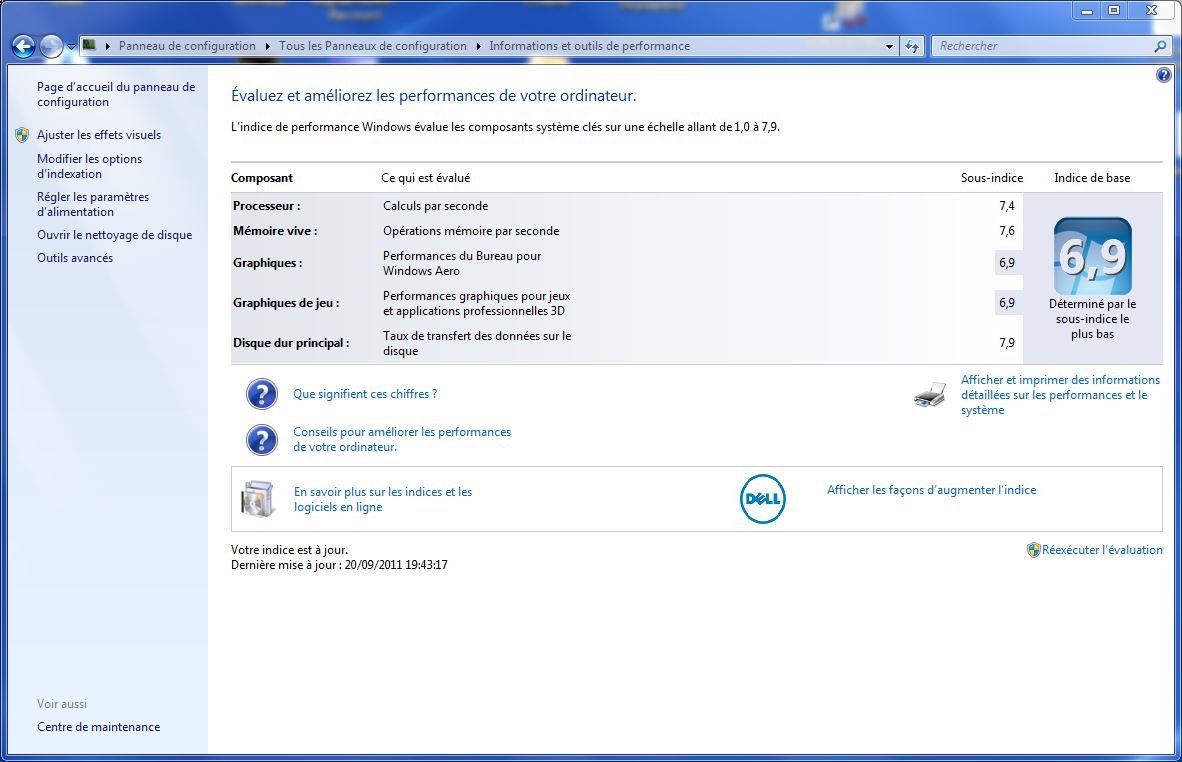 Panneau de configuration
Tous les Panneaux de configuration
Informations et outils de performance
Rechercher
Page d'accueil du panneau de
configuration
Ajuster les effets visuels
Modifier les options
d'indexation
Régler les paramètres
d'alimentation
Ouvrir le nettoyage de disque
Outils avancés
Voir aussi
Centre de maintenance
Évaluez et améliorez les performances de votre ordinateur.
L'indice de performance Windows évalue les composants système clés sur une échelle allant de 1,0 à 7,9.
Composant Ce qui est évalué Sous-indice Indice de base
Processeur : Calculs par seconde 7,4
Mémoire vive : Opérations mémoire par seconde 7,6
Graphiques : Performances du Bureau pour
Windows Aero 6,9
Graphiques de jeu : Performances graphiques pour jeux
et applications professionnelles 3D 6,9
Disque dur principal : Taux de transfert des données sur le
disque 7,9
6,9
Déterminé par le
sous-indice le
plus bas
Que signifient ces chiffres ?
Conseils pour améliorer les performances
de votre ordinateur.
Afficher et imprimer des informations
détaillées sur les performances et le
système
En savoir plus sur les indices et les
logiciels en ligne
DELL
Afficher les façons d'augmenter l'indice
Votre indice est à jour.
Dernière mise à jour : 20/09/2011 19:43:17
Réexécuter l'évaluation